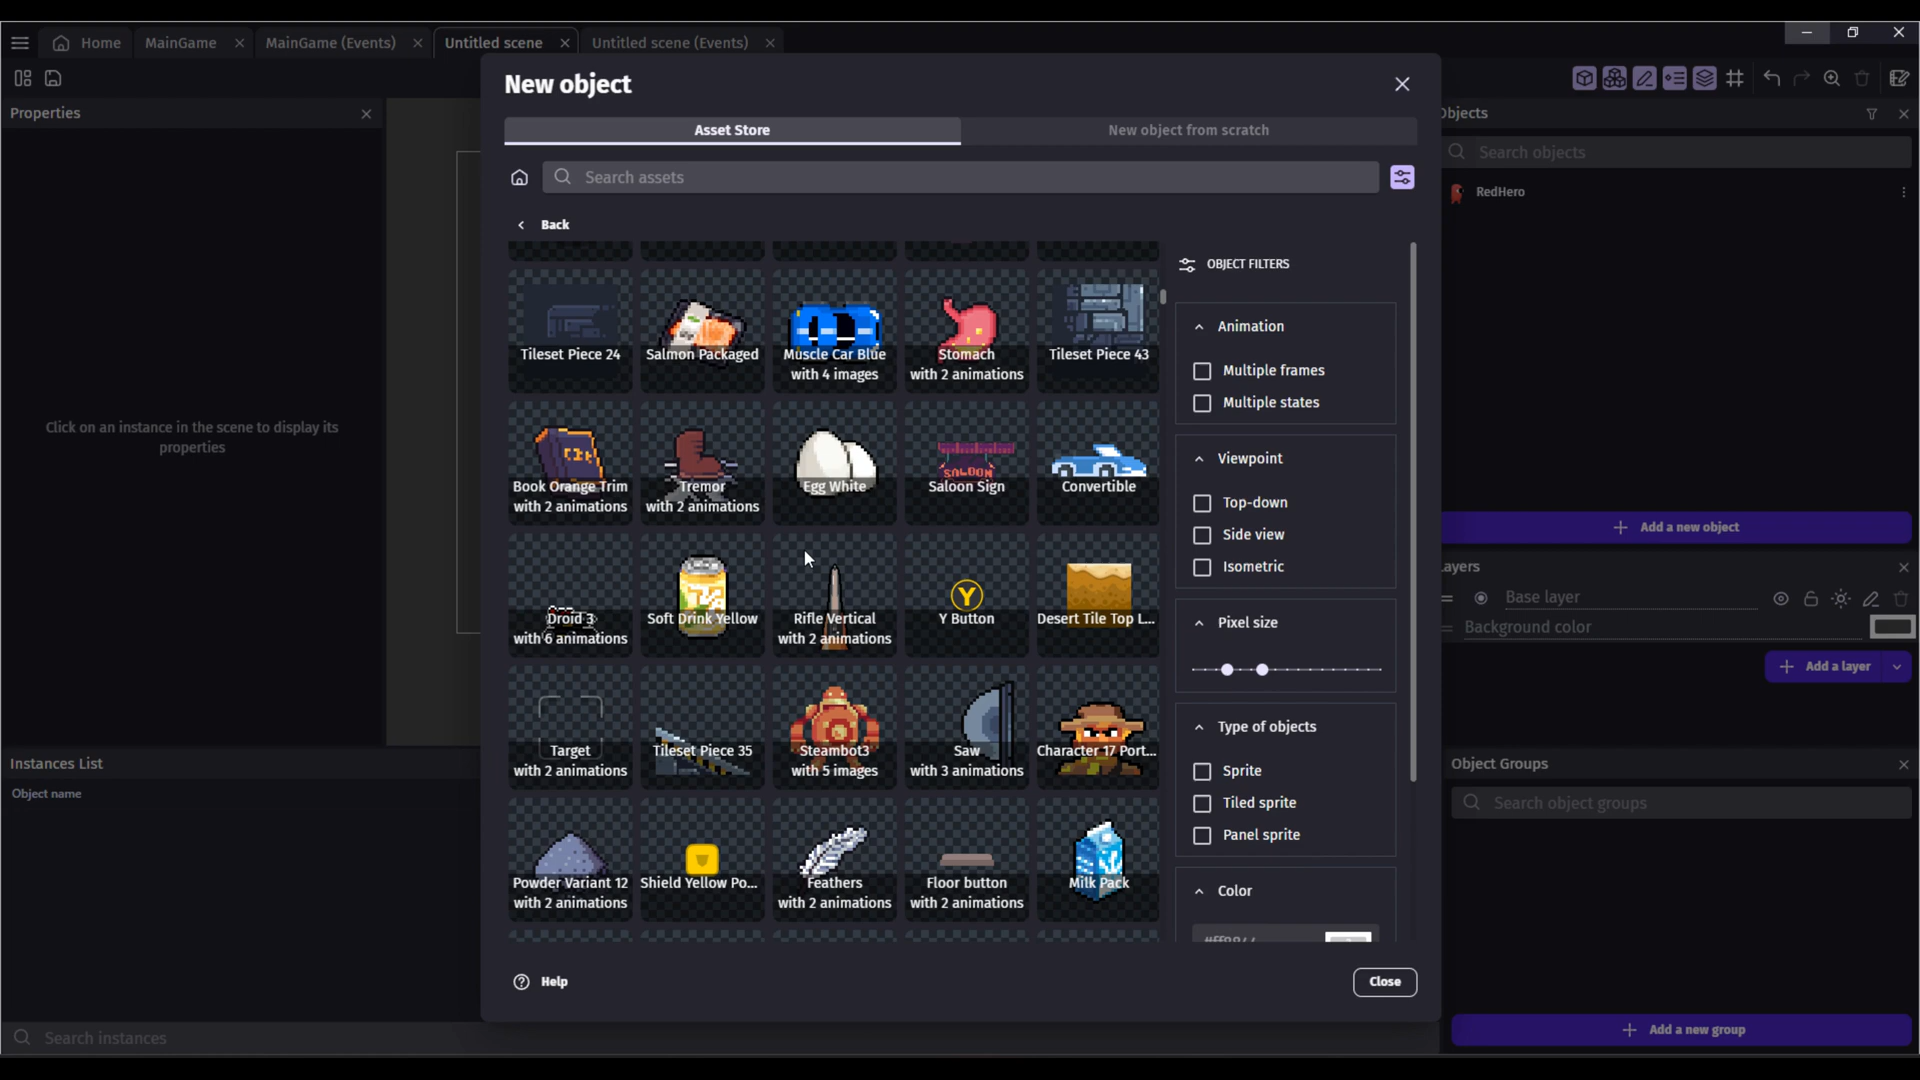 Home
MainGame
MainGame (Events)
Untitled scene
Untitled scene (Events)
Properties
Click on an instance in the scene to display its
properties
Instances List
Object name
Search instances
New object
Asset Store
New object from scratch
Search assets
Back
Tileset Piece 24
Salmon Packaged
Muscle Car Blue
with 4 images
Stomach
with 2 animations
Tileset Piece 43
Book Orange Trim
with 2 animations
Tremor
with 2 animations
Egg White
SALOON
Saloon Sign
Convertible
Droid 3
with 6 animations
Soft Drink Yellow
Rifle Vertical
with 2 animations
Y
Y Button
Desert Tile Top L...
Target
with 2 animations
Tileset Piece 35
Steambot3
with 5 images
Saw
with 3 animations
Character 17 Port...
Powder Variant 12
with 2 animations
Shield Yellow Po...
Feathers
with 2 animations
Floor button
with 2 animations
Milk Pack
OBJECT FILTERS
Animation
Multiple frames
Multiple states
Viewpoint
Top-down
Side view
Isometric
Pixel size
Type of objects
Sprite
Tiled sprite
Panel sprite
Color
Help
Close
Objects
Search objects
RedHero
Add a new object
ayers
Base layer
Background color
Add a layer
Object Groups
Search object groups
Add a new group